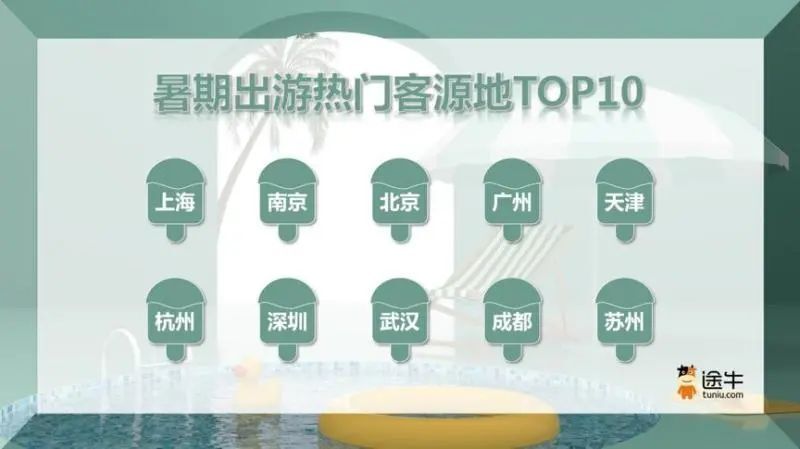 暑期出游热门客源地TOP10
上海 南京 北京 广州 天津
杭州 深圳 武汉 成都 苏州
途牛
tuniu.com